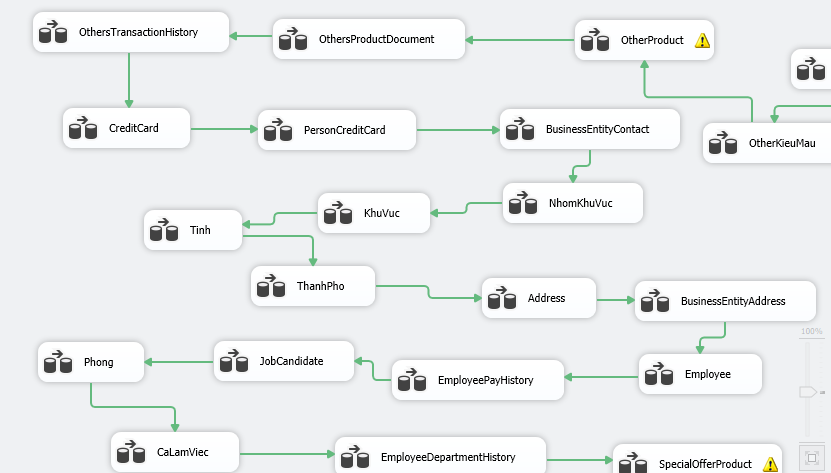 OthersTransactionHistory
OthersProductDocument
OtherProduct
CreditCard
PersonCreditCard
BusinessEntityContact
OtherKieuMau
NhomKhuVuc
KhuVuc
Tinh
ThanhPho
Address
BusinessEntityAddress
100%
Phong
JobCandidate
EmployeePayHistory
Employee
CaLamViec
EmployeeDepartmentHistory
SpecialOfferProduct